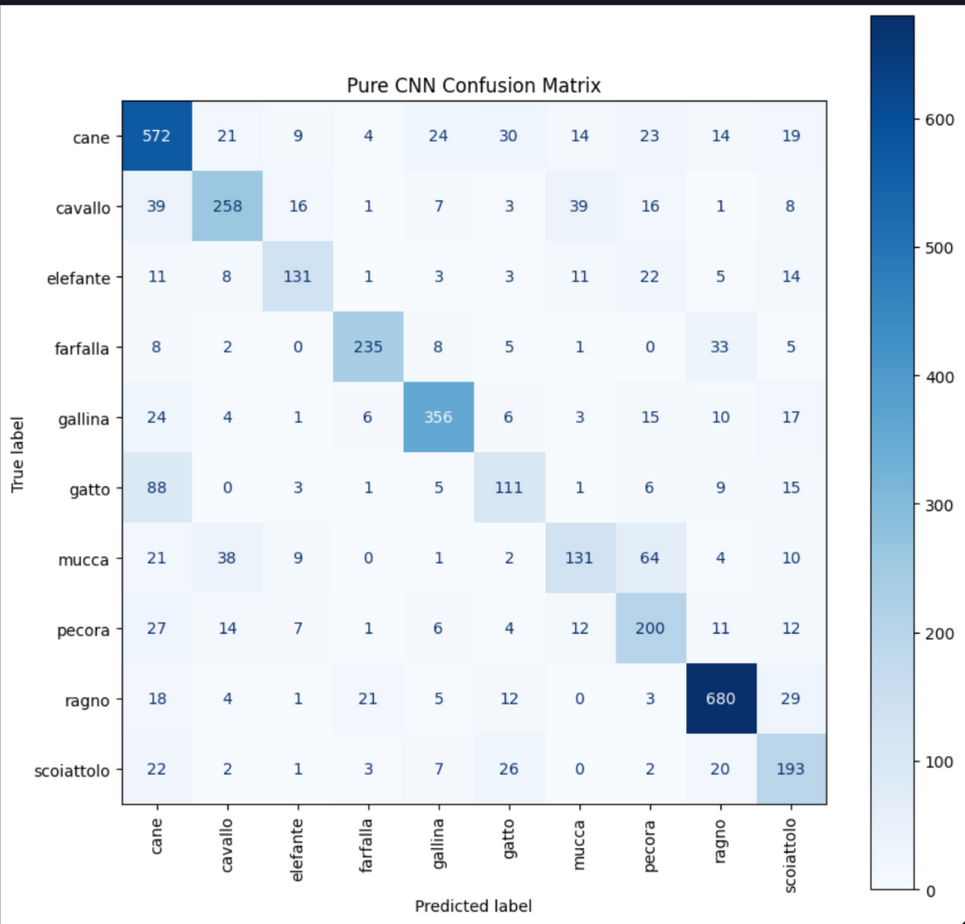 Pure CNN Confusion Matrix
cane 572 21 9 4 24 30 14 23 14 19
cavallo 39 258 16 1 7 3 39 16 1 8
elefante 11 8 131 1 3 3 11 22 5 14
farfalla 8 2 0 235 8 5 1 0 33 5
gallina 24 4 1 6 356 6 3 15 10 17
gatto 88 0 3 1 5 111 1 6 9 15
mucca 21 38 9 0 1 2 131 64 4 10
pecora 27 14 7 1 6 4 12 200 11 12
ragno 18 4 1 21 5 12 0 3 680 29
scoiattolo 22 2 1 3 7 26 0 2 20 193
cane cavallo elefante farfalla gallina gatto mucca pecora ragno scoiattolo
Predicted label
True label
600
500
400
300
200
100
0